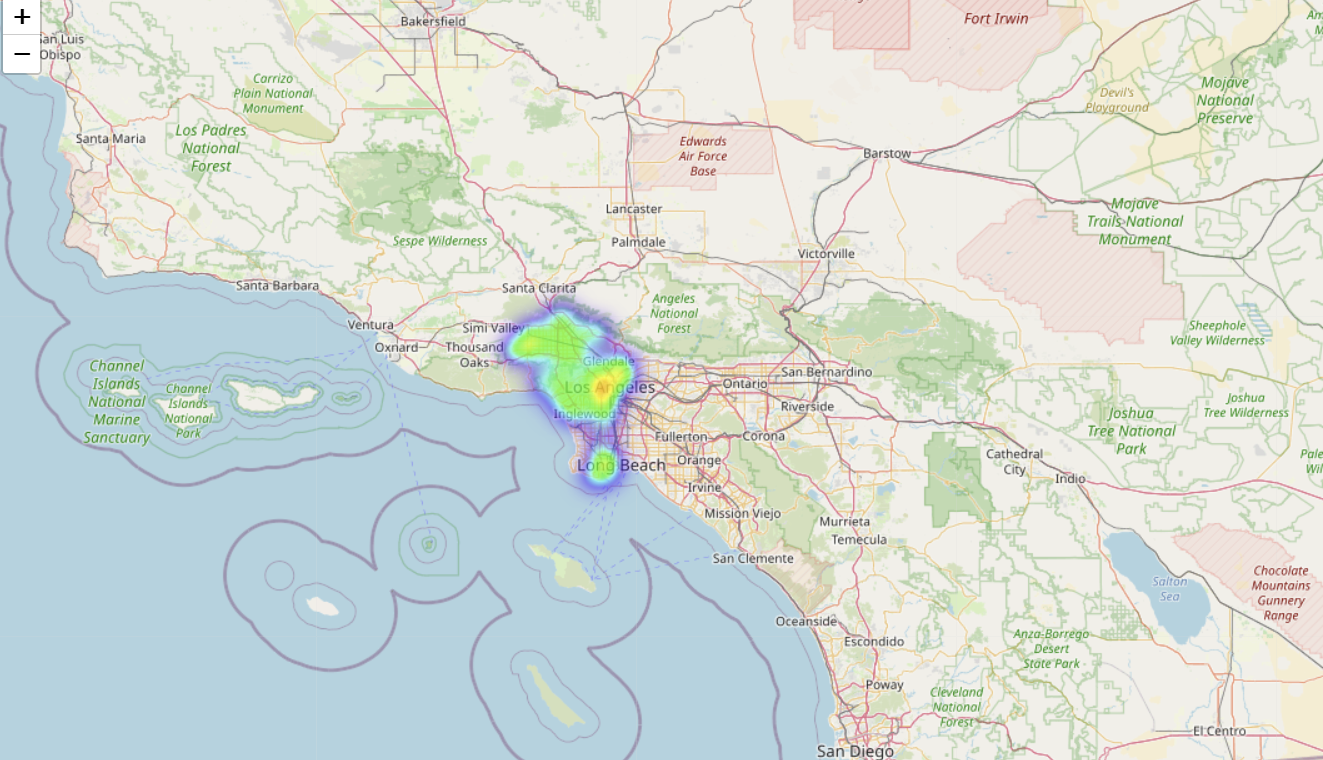 +
−
Bakersfield
Fort Irwin
San Luis
Obispo
Carrizo
Plain National
Monument
Devil's
Playground
Mojave
National
Preserve
Santa Maria
Los Padres
National
Forest
Edwards
Air Force
Base
Barstow
Lancaster
Mojave
Trails National
Monument
Sespe Wilderness
Palmdale
Victorville
Santa Barbara
Santa Clarita
Angeles
National
Forest
Ventura
Simi Valley
Sheephole
Valley Wilderness
Oxnard
Thousand
Oaks
Glendale
Channel
Islands
National
Marine
Sanctuary
Channel
Islands
National
Park
Los Angeles
Ontario
San Bernardino
Riverside
Inglewood
Joshua
Tree National
Park
Joshua
Tree Wilderness
Fullerton
Corona
Long Beach
Orange
Cathedral
City
Indio
Irvine
Mission Viejo
Murrieta
Temecula
San Clemente
Salton
Sea
Chocolate
Mountains
Gunnery
Range
Oceanside
Escondido
Anza-Borrego
Desert
State Park
Poway
Cleveland
National
Forest
El Centro
San Diego